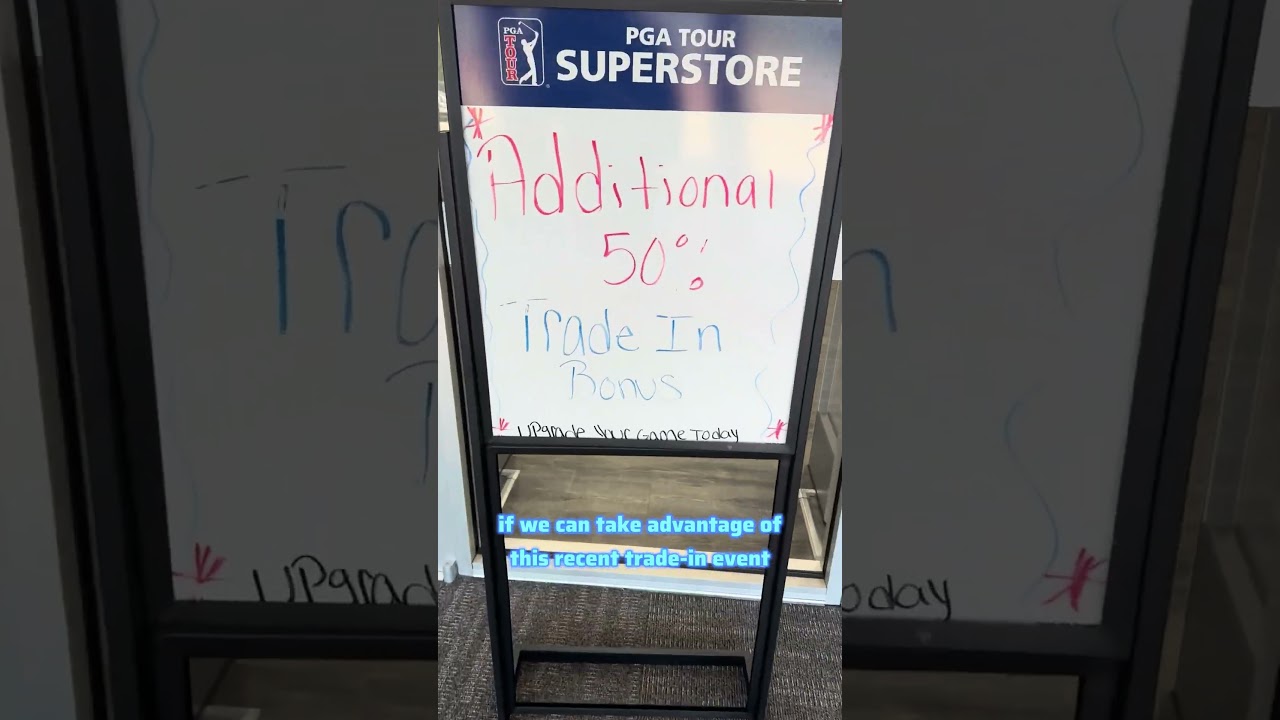 PGA TOUR
PGA TOUR
SUPERSTORE
Additional
50%
Trade In
Bonus
Upgrade Your Game Today
if we can take advantage of
this recent trade-in event